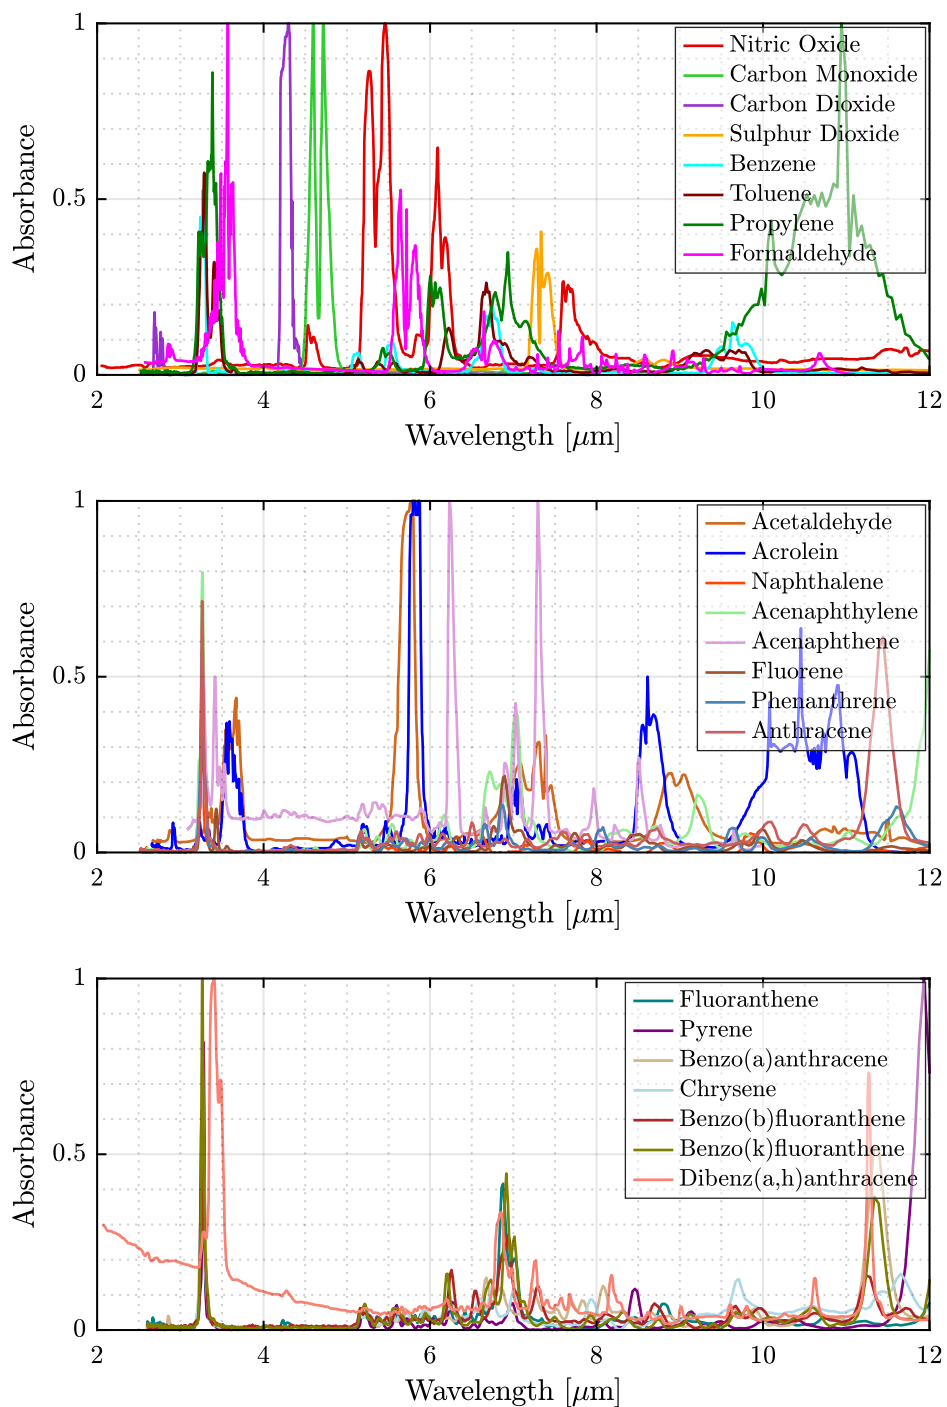 1
Nitric Oxide
Carbon Monoxide
Carbon Dioxide
Sulphur Dioxide
Benzene
Toluene
Propylene
Formaldehyde
0.5
0
Absorbance
2 4 6 8 10 12
Wavelength [μm]
1
Acetaldehyde
Acrolein
Naphthalene
Acenaphthylene
Acenaphthene
Fluorene
Phenanthrene
Anthracene
0.5
0
Absorbance
2 4 6 8 10 12
Wavelength [μm]
1
Fluoranthene
Pyrene
Benzo(a)anthracene
Chrysene
Benzo(b)fluoranthene
Benzo(k)fluoranthene
Dibenz(a,h)anthracene
0.5
0
Absorbance
2 4 6 8 10 12
Wavelength [μm]